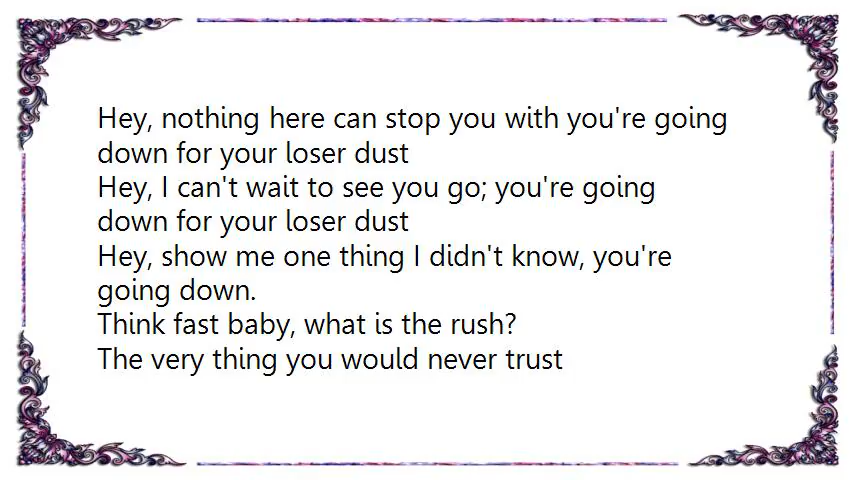 Hey, nothing here can stop you with you're going
down for your loser dust
Hey, I can't wait to see you go; you're going
down for your loser dust
Hey, show me one thing I didn't know, you're
going down.
Think fast baby, what is the rush?
The very thing you would never trust